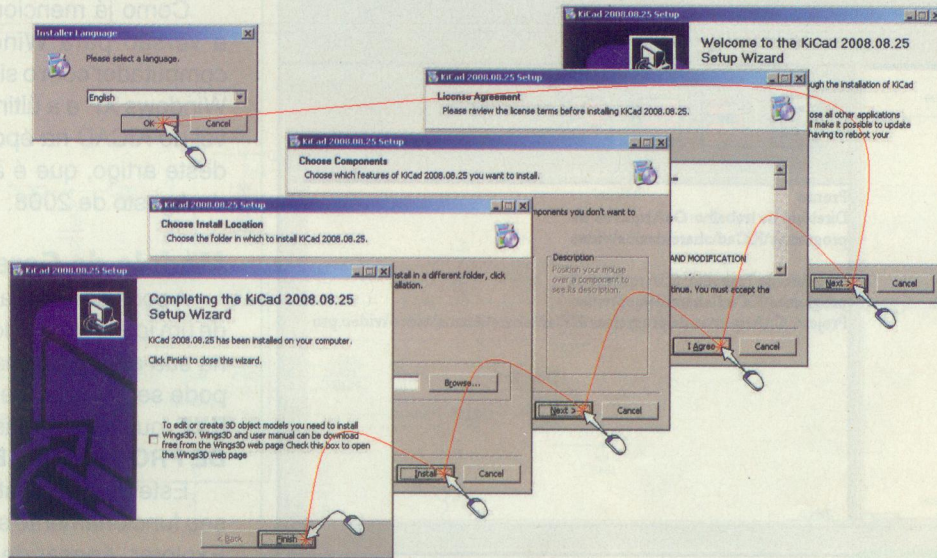 Installer Language
Please select a language.
English
OK
Cancel
KiCad 2008.08.25 Setup
Welcome to the KiCad 2008.08.25
Setup Wizard
ugh the installation of KiCad
ose all other applications
ll make it possible to update
having to reboot your
Next >
Cancel
KiCad 2008.08.25 Setup
License Agreement
Please review the license terms before installing KiCad 2008.08.25.
AND MODIFICATION
tinue. You must accept the
I Agree
Cancel
KiCad 2008.08.25 Setup
Choose Components
Choose which features of KiCad 2008.08.25 you want to install.
mponents you don't want to
Description
Position your mouse
over a component to
see its description.
Next >
Cancel
KiCad 2008.08.25 Setup
Choose Install Location
Choose the folder in which to install KiCad 2008.08.25.
nstall in a different folder, click
allation.
Browse...
Install
Cancel
KiCad 2008.08.25 Setup
Completing the KiCad 2008.08.25
Setup Wizard
KiCad 2008.08.25 has been installed on your computer.
Click Finish to close this wizard.
To edit or create 3D object models you need to install
Wings3D. Wings3D and user manual can be download
free from the Wings3D web page Check this box to open
the Wings3D web page
< Back
Finish
Como já mencion
computador co
deste artigo, que é a
de 2008.